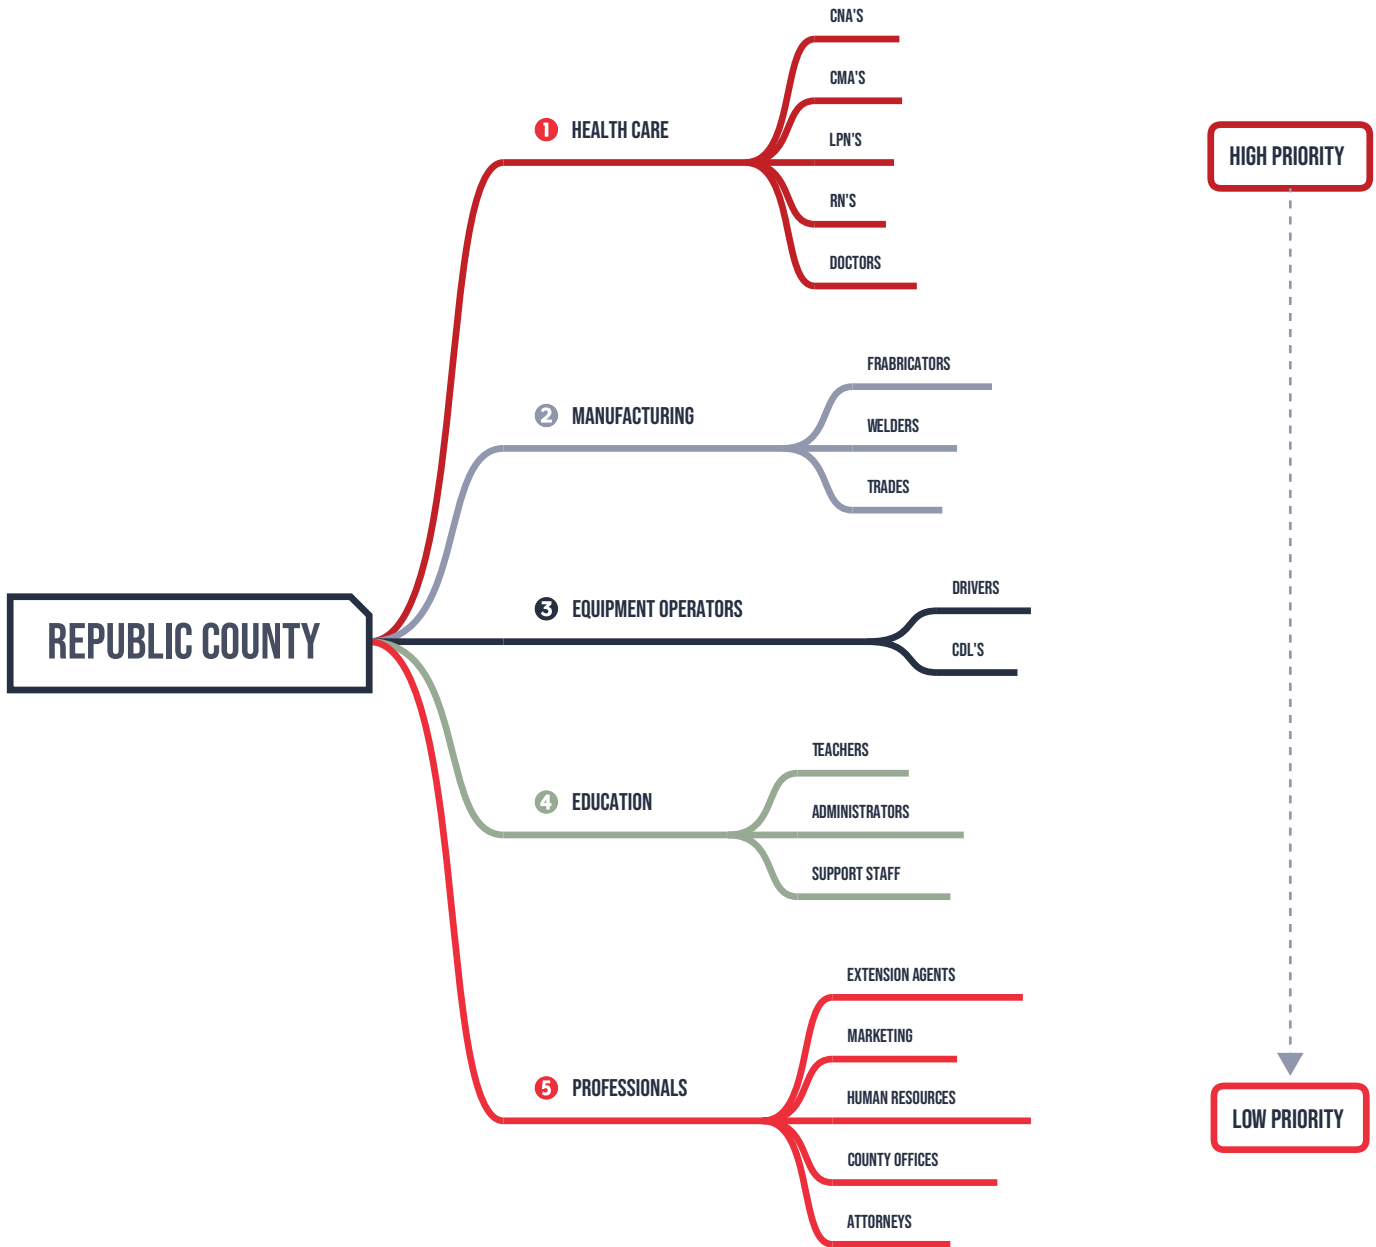 CNA'S
CMA'S
1 HEALTH CARE
LPN'S
RN'S
DOCTORS
HIGH PRIORITY
FRABRICATORS
2 MANUFACTURING
WELDERS
TRADES
REPUBLIC COUNTY
3 EQUIPMENT OPERATORS
DRIVERS
CDL'S
TEACHERS
4 EDUCATION
ADMINISTRATORS
SUPPORT STAFF
EXTENSION AGENTS
MARKETING
5 PROFESSIONALS
HUMAN RESOURCES
COUNTY OFFICES
ATTORNEYS
LOW PRIORITY